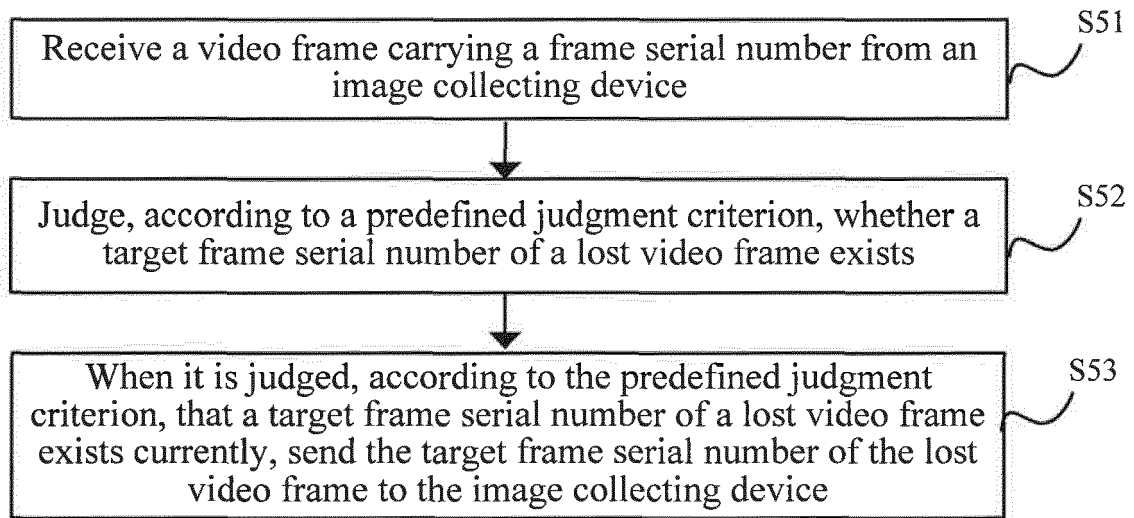 Receive a video frame carrying a frame serial number from an
image collecting device
S51
Judge, according to a predefined judgment criterion, whether a
target frame serial number of a lost video frame exists
S52
When it is judged, according to the predefined judgment
criterion, that a target frame serial number of a lost video frame
exists currently, send the target frame serial number of the lost
video frame to the image collecting device
S53